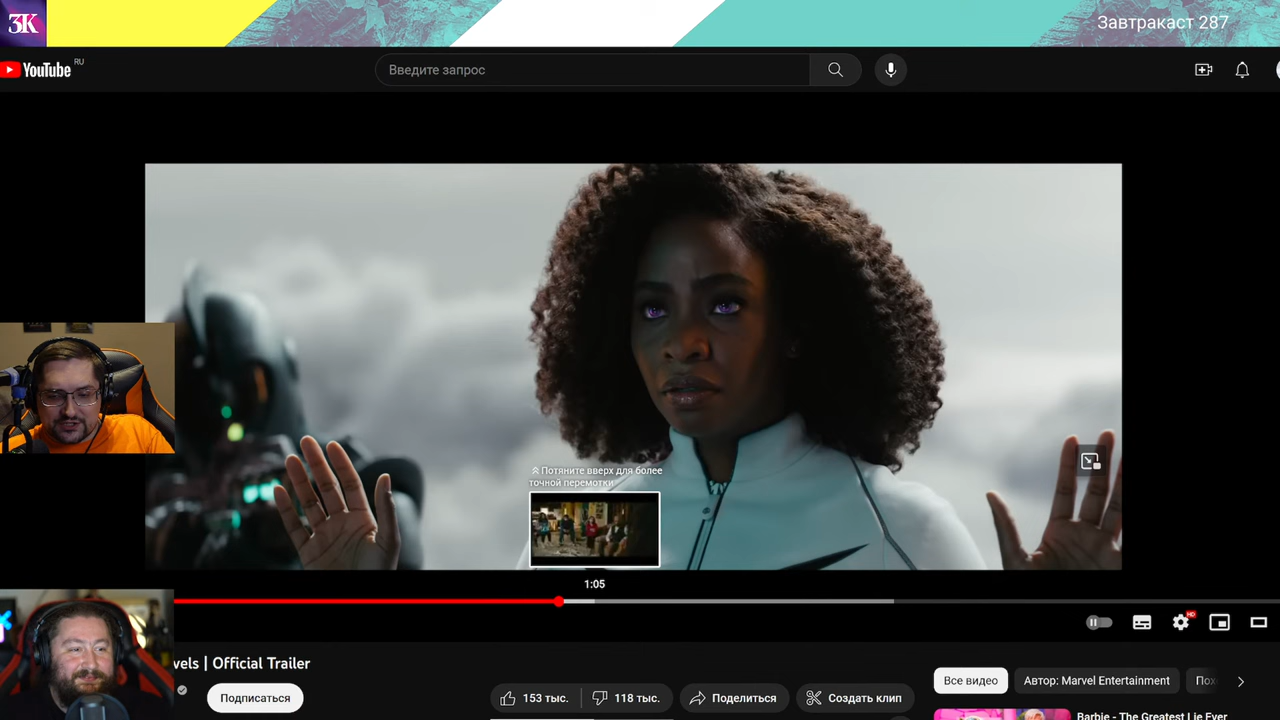 ЗК
Завтракаст 287
YouTube RU
Введите запрос
Потяните вверх для более
точной перемотки
1:05
HD
vels | Official Trailer
Подписаться
153 тыс.
118 тыс.
Поделиться
Создать клип
Все видео
Автор: Marvel Entertainment
Пох
Barbie - The Greatest Lie Ever